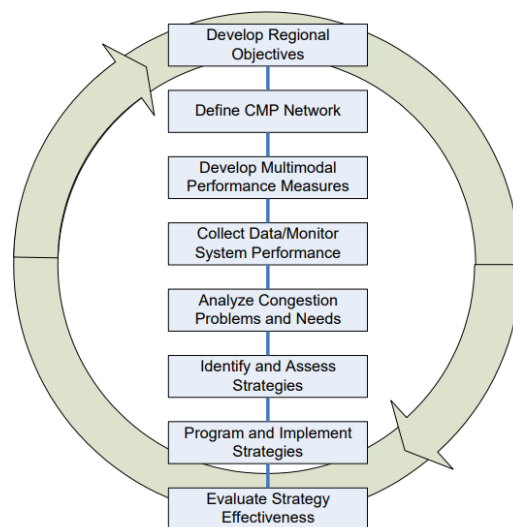 Develop Regional
Objectives
Define CMP Network
Develop Multimodal
Performance Measures
Collect Data/Monitor
System Performance
Analyze Congestion
Problems and Needs
Identify and Assess
Strategies
Program and Implement
Strategies
Evaluate Strategy
Effectiveness